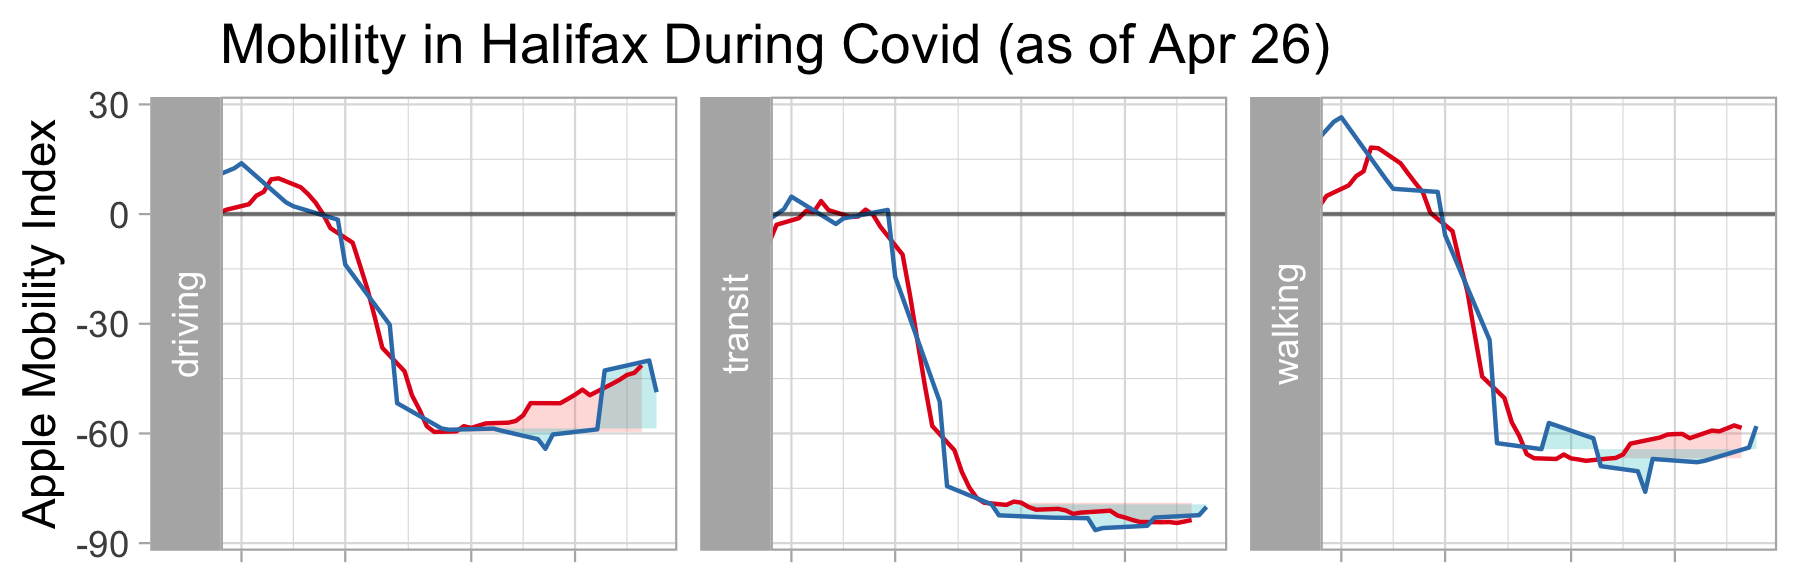 Mobility in Halifax During Covid (as of Apr 26)
Apple Mobility Index
30
0
-30
-60
-90
driving
transit
walking